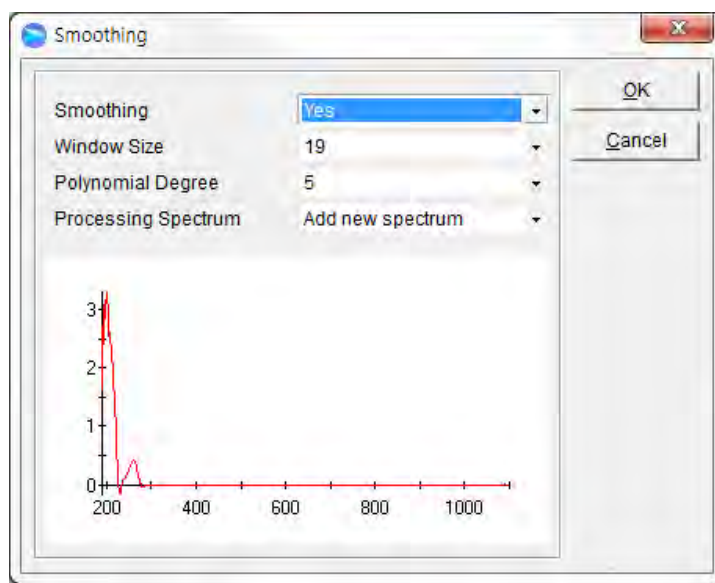 Smoothing
Smoothing Yes
Window Size 19
Polynomial Degree 5
Processing Spectrum Add new spectrum
OK
Cancel
3
2
1
0
200 400 600 800 1000